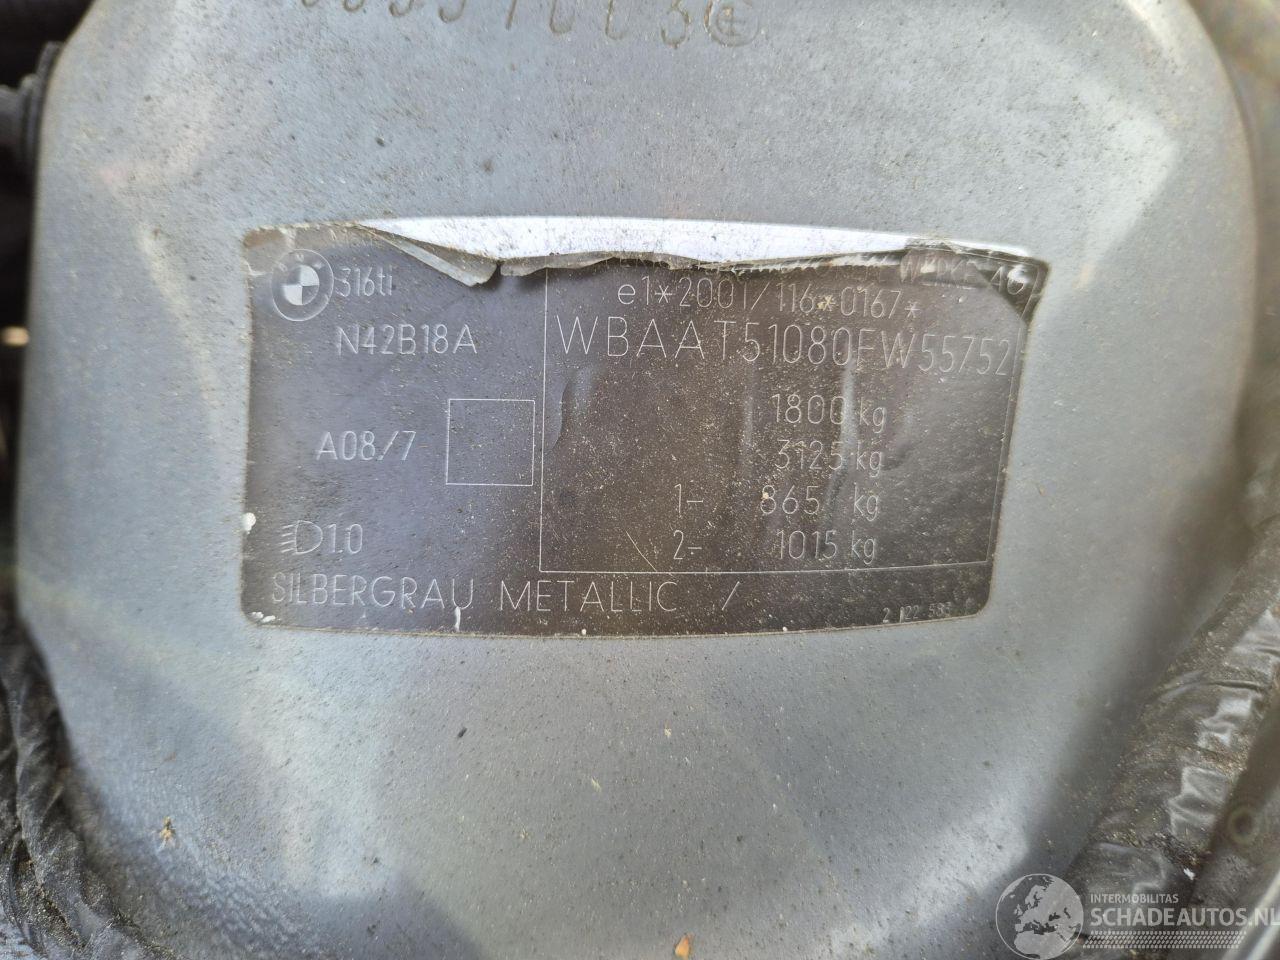 316ti
e1*2001/116*0167*
N42B18A
WBAAT51080FW55752
1800 kg
3125 kg
A08/7
1- 865 kg
2- 1015 kg
1.0
SILBERGRAU METALLIC /
INTERMOBILITAS
SCHADEAUTOS.NL